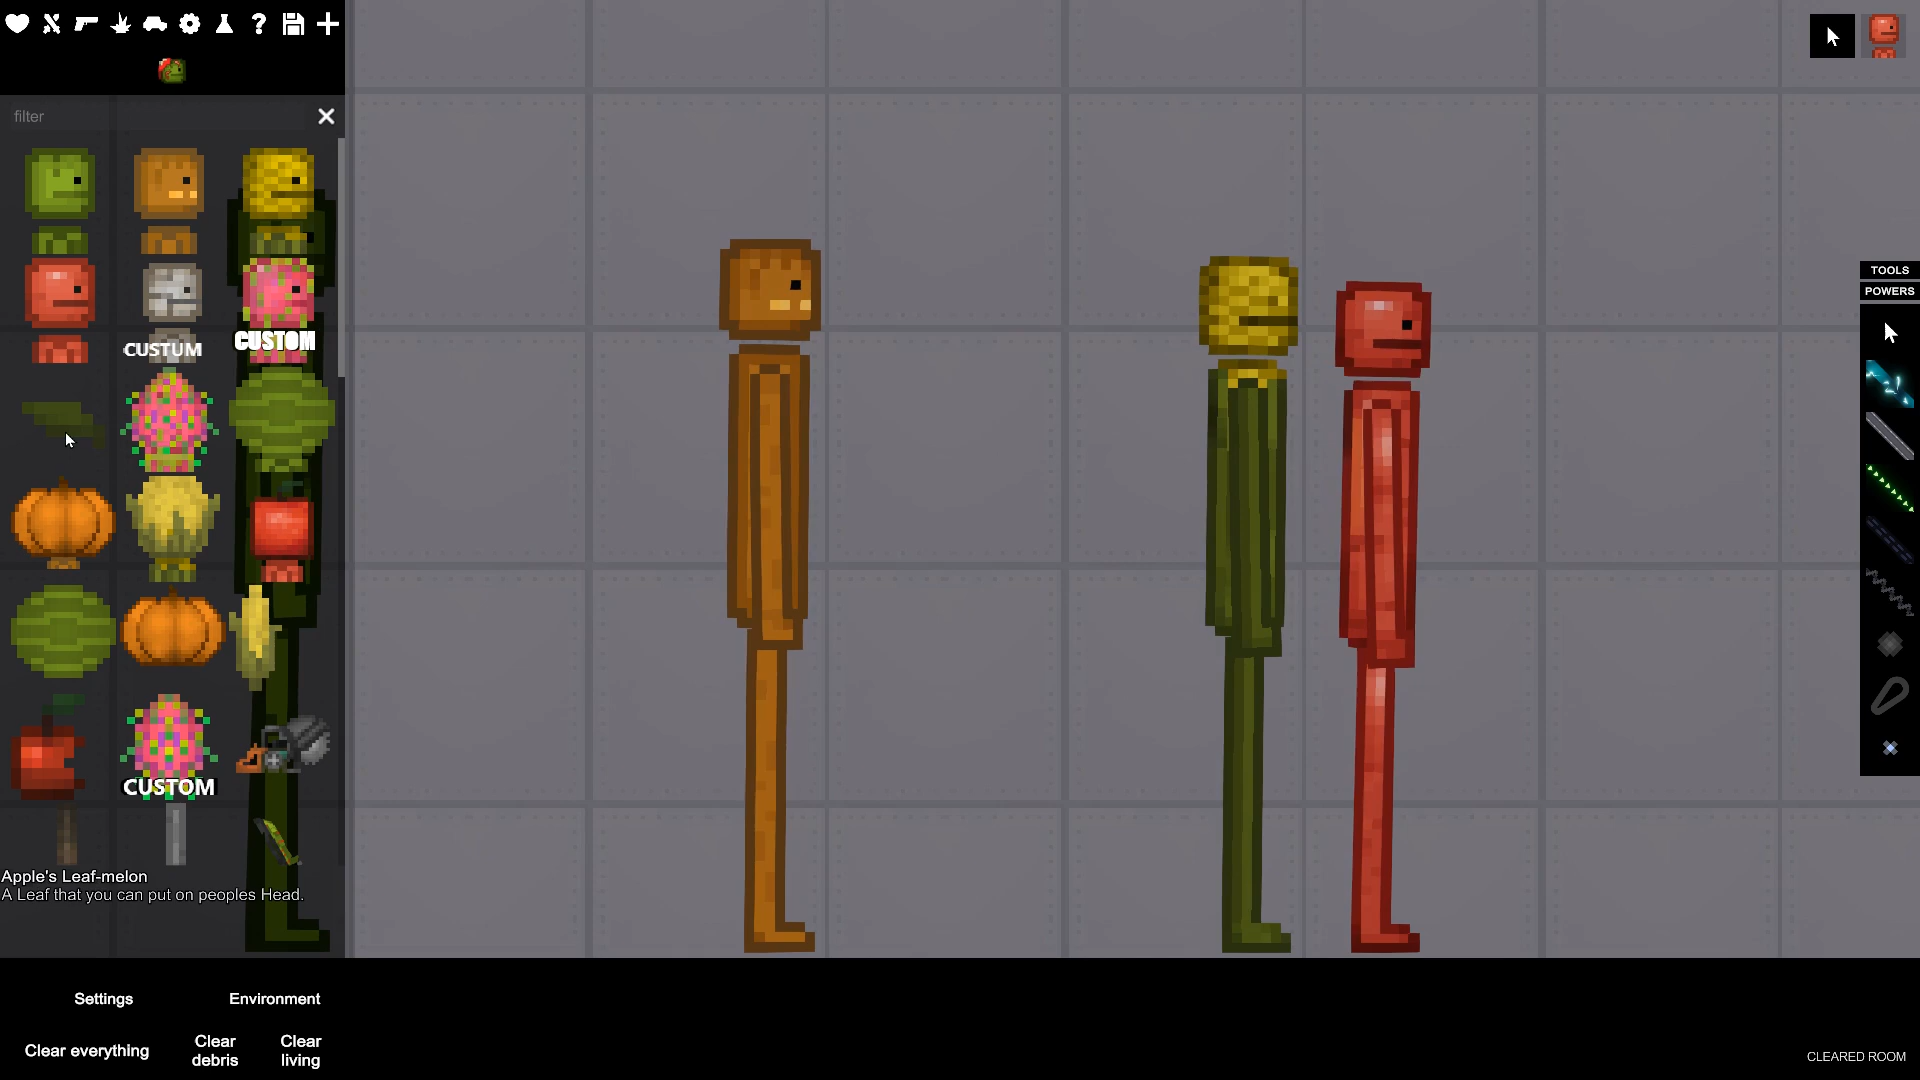 filter
TOOLS
POWERS
CUSTUM
CUSTOM
CUSTOM
Apple's Leaf-melon
A Leaf that you can put on peoples Head.
Settings
Environment
Clear everything
Clear
debris
Clear
living
CLEARED ROOM